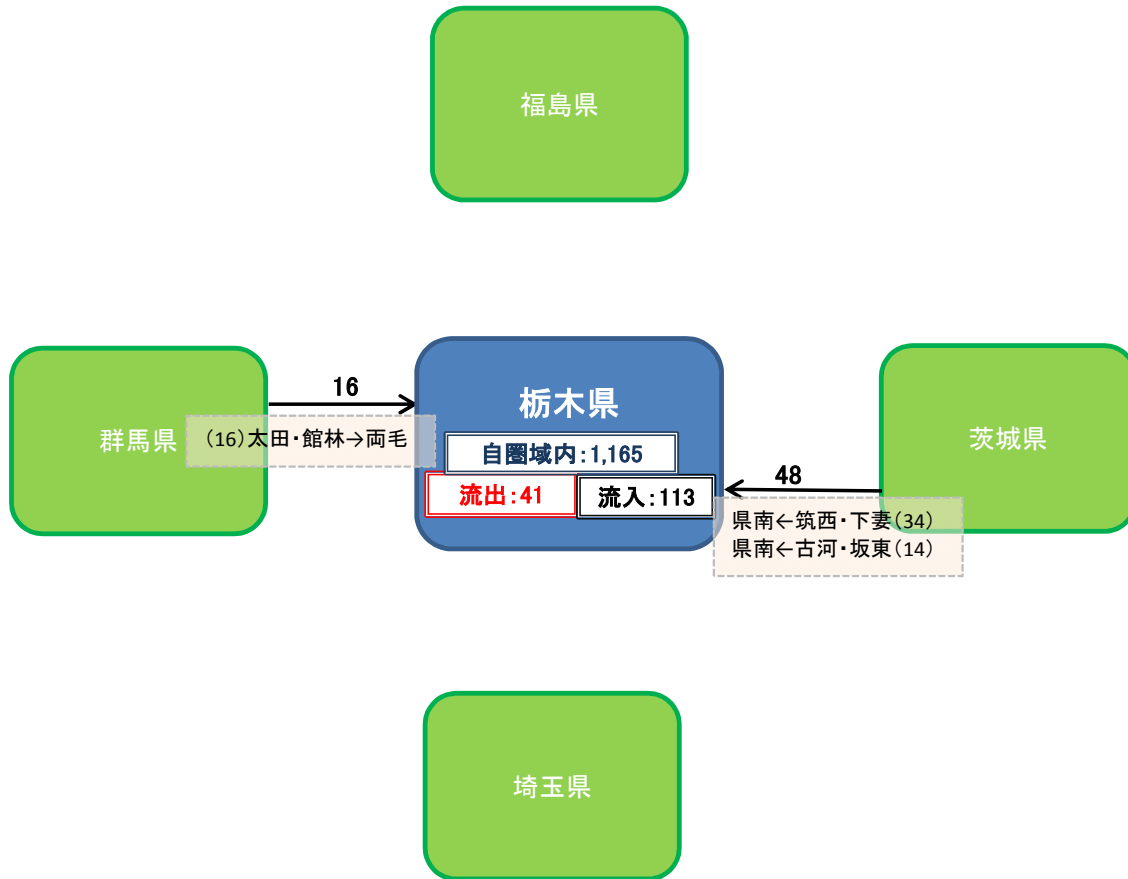 福島県
群馬県
16
(16)太田・館林→両毛
栃木県
自圏域内:1,165
流出:41
流入:113
茨城県
48
県南←筑西・下妻(34)
県南←古河・坂東(14)
埼玉県